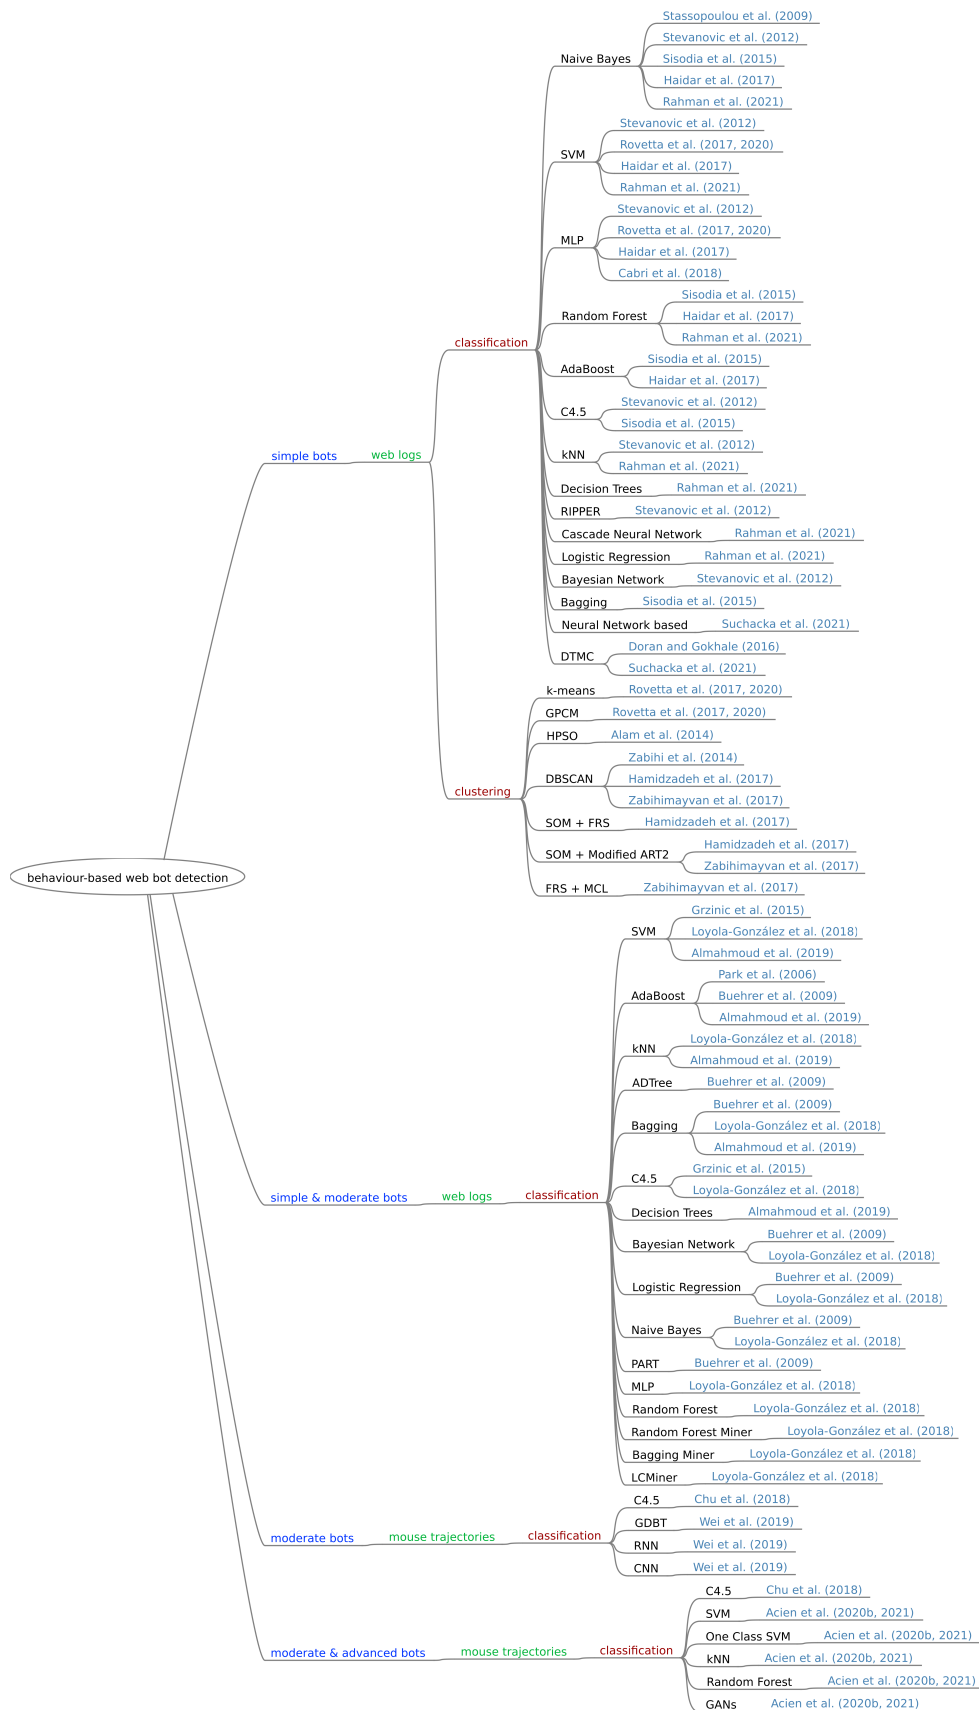 behaviour-based web bot detection
simple bots
web logs
classification
Naive Bayes
Stassopoulou et al. (2009)
Stevanovic et al. (2012)
Sisodia et al. (2015)
Haidar et al. (2017)
Rahman et al. (2021)
SVM
Stevanovic et al. (2012)
Rovetta et al. (2017, 2020)
Haidar et al. (2017)
Rahman et al. (2021)
MLP
Stevanovic et al. (2012)
Rovetta et al. (2017, 2020)
Haidar et al. (2017)
Cabri et al. (2018)
Random Forest
Sisodia et al. (2015)
Haidar et al. (2017)
Rahman et al. (2021)
AdaBoost
Sisodia et al. (2015)
Haidar et al. (2017)
C4.5
Stevanovic et al. (2012)
Sisodia et al. (2015)
kNN
Stevanovic et al. (2012)
Rahman et al. (2021)
Decision Trees
Rahman et al. (2021)
RIPPER
Stevanovic et al. (2012)
Cascade Neural Network
Rahman et al. (2021)
Logistic Regression
Rahman et al. (2021)
Bayesian Network
Stevanovic et al. (2012)
Bagging
Sisodia et al. (2015)
Neural Network based
Suchacka et al. (2021)
DTMC
Doran and Gokhale (2016)
Suchacka et al. (2021)
clustering
k-means
Rovetta et al. (2017, 2020)
GPCM
Rovetta et al. (2017, 2020)
HPSO
Alam et al. (2014)
DBSCAN
Zabihi et al. (2014)
Hamidzadeh et al. (2017)
Zabihimayvan et al. (2017)
SOM + FRS
Hamidzadeh et al. (2017)
SOM + Modified ART2
Hamidzadeh et al. (2017)
Zabihimayvan et al. (2017)
FRS + MCL
Zabihimayvan et al. (2017)
simple & moderate bots
web logs
classification
SVM
Grzinic et al. (2015)
Loyola-González et al. (2018)
Almahmoud et al. (2019)
AdaBoost
Park et al. (2006)
Buehrer et al. (2009)
Almahmoud et al. (2019)
kNN
Loyola-González et al. (2018)
Almahmoud et al. (2019)
ADTree
Buehrer et al. (2009)
Bagging
Buehrer et al. (2009)
Loyola-González et al. (2018)
Almahmoud et al. (2019)
C4.5
Grzinic et al. (2015)
Loyola-González et al. (2018)
Decision Trees
Almahmoud et al. (2019)
Bayesian Network
Buehrer et al. (2009)
Loyola-González et al. (2018)
Logistic Regression
Buehrer et al. (2009)
Loyola-González et al. (2018)
Naive Bayes
Buehrer et al. (2009)
Loyola-González et al. (2018)
PART
Buehrer et al. (2009)
MLP
Loyola-González et al. (2018)
Random Forest
Loyola-González et al. (2018)
Random Forest Miner
Loyola-González et al. (2018)
Bagging Miner
Loyola-González et al. (2018)
LCMiner
Loyola-González et al. (2018)
moderate bots
mouse trajectories
classification
C4.5
Chu et al. (2018)
GDBT
Wei et al. (2019)
RNN
Wei et al. (2019)
CNN
Wei et al. (2019)
moderate & advanced bots
mouse trajectories
classification
C4.5
Chu et al. (2018)
SVM
Acien et al. (2020b, 2021)
One Class SVM
Acien et al. (2020b, 2021)
kNN
Acien et al. (2020b, 2021)
Random Forest
Acien et al. (2020b, 2021)
GANs
Acien et al. (2020b, 2021)